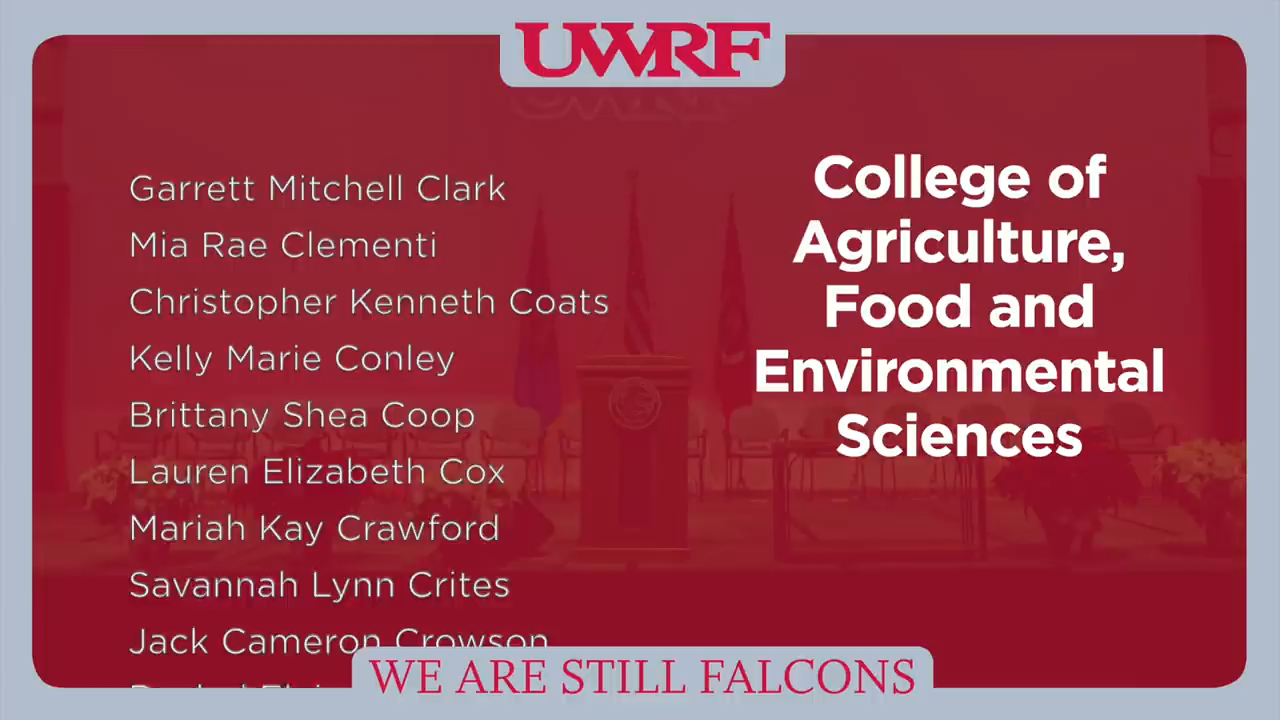 UWRF
Garrett Mitchell Clark
Mia Rae Clementi
Christopher Kenneth Coats
Kelly Marie Conley
Brittany Shea Coop
Lauren Elizabeth Cox
Mariah Kay Crawford
Savannah Lynn Crites
Jack Cameron Crowson
College of
Agriculture,
Food and
Environmental
Sciences
WE ARE STILL FALCONS